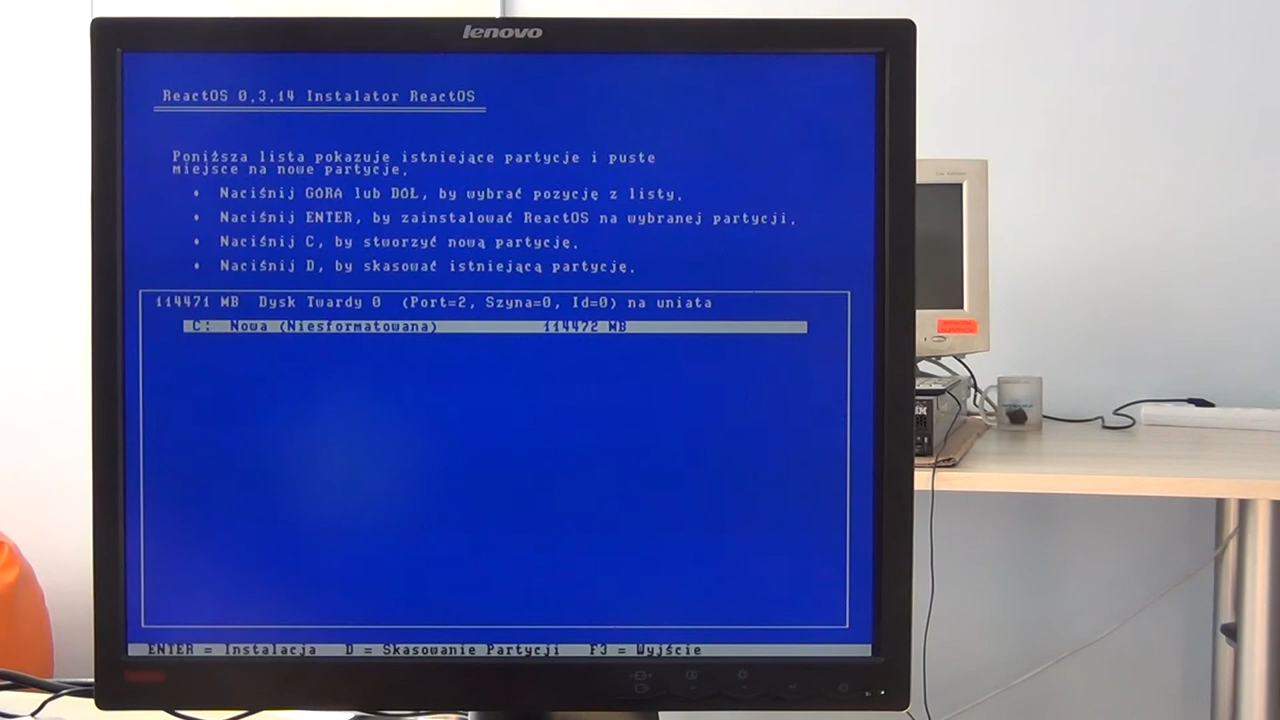 lenovo
ReactOS 0.3.14 Instalator ReactOS
Poniższa lista pokazuje istniejące partycje i puste
miejsce na nowe partycje.
• Naciśnij GÓRA lub DÓŁ, by wybrać pozycję z listy.
• Naciśnij ENTER, by zainstalować ReactOS na wybranej partycji.
• Naciśnij C, by stworzyć nową partycję.
• Naciśnij D, by skasować istniejącą partycję.
114471 MB Dysk Twardy 0 (Port=2, Szyna=0, Id=0) na uniata
C: Nowa (Niesformatowana) 114472 MB
ENTER = Instalacja D = Skasowanie Partycji F3 = Wyjście
IBM